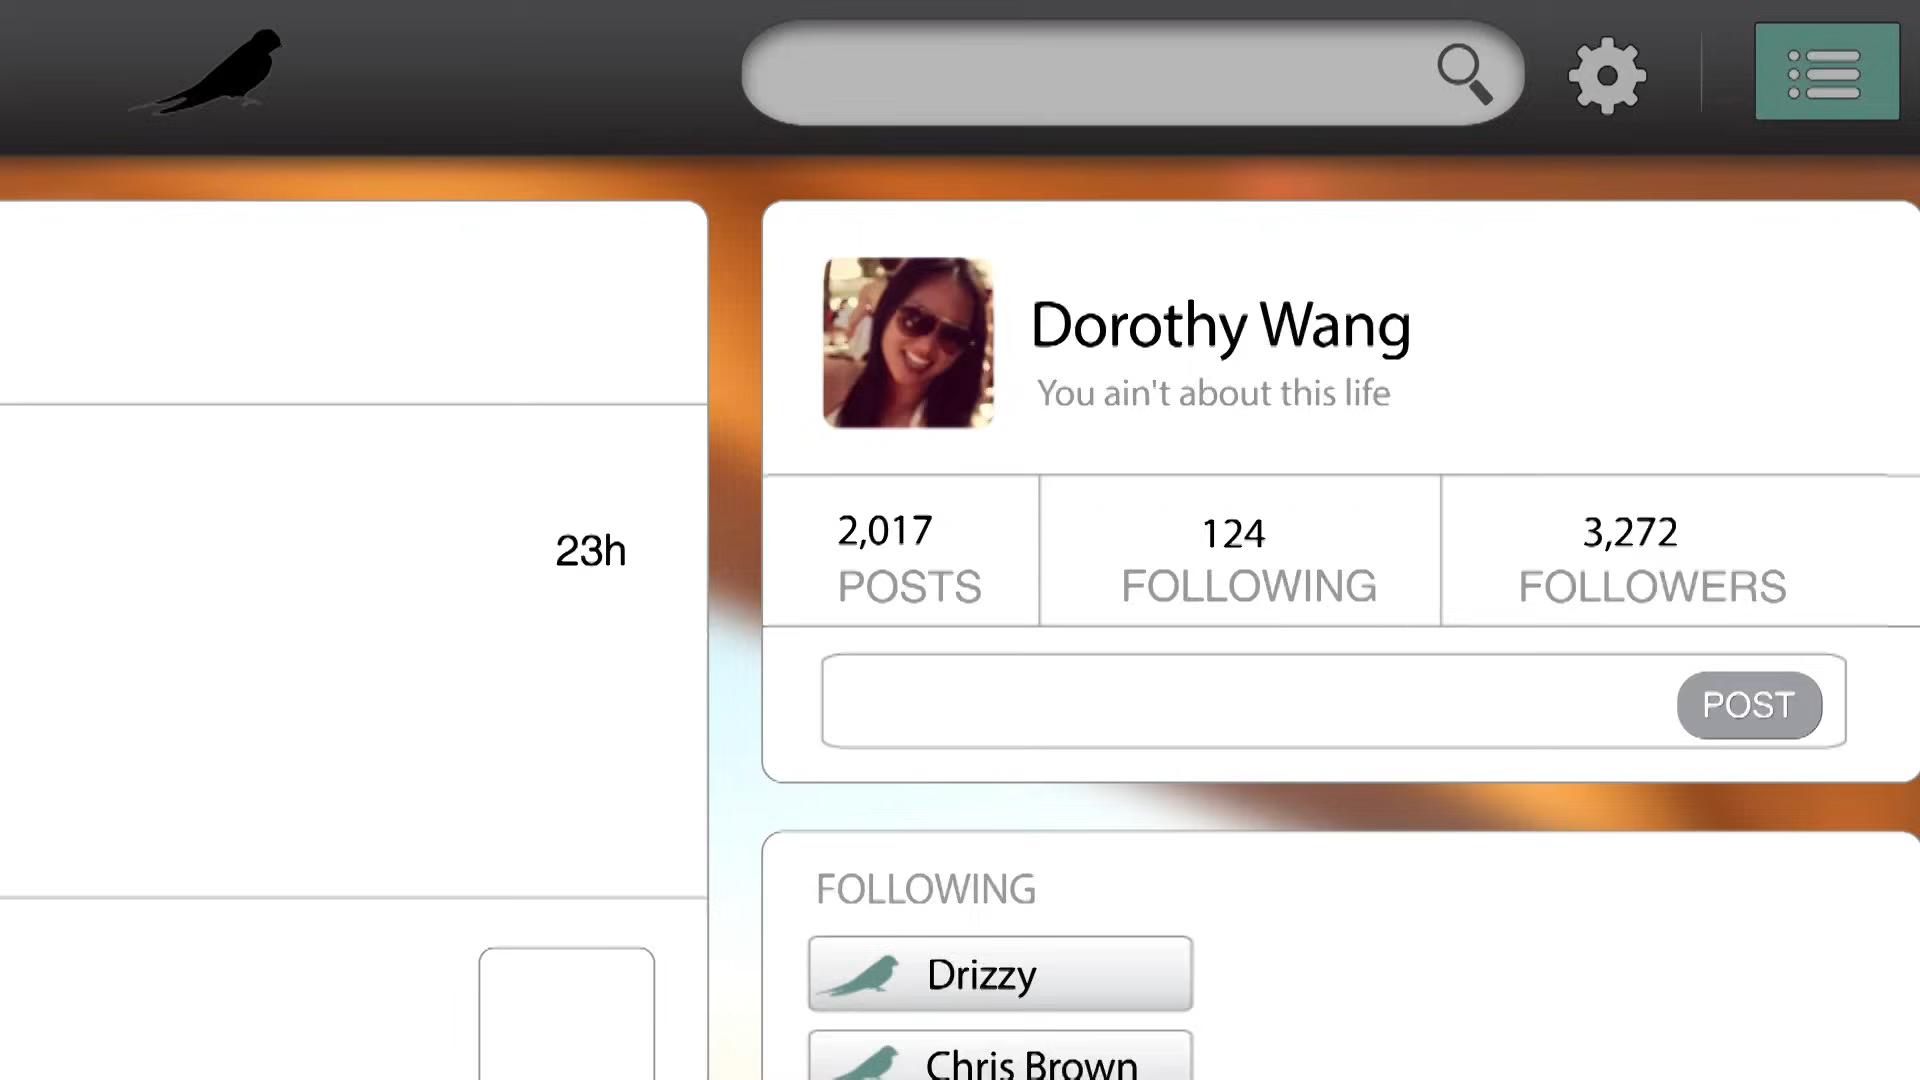 Dorothy Wang
You ain't about this life
2,017
POSTS
124
FOLLOWING
3,272
FOLLOWERS
23h
POST
FOLLOWING
Drizzy
Chris Brown